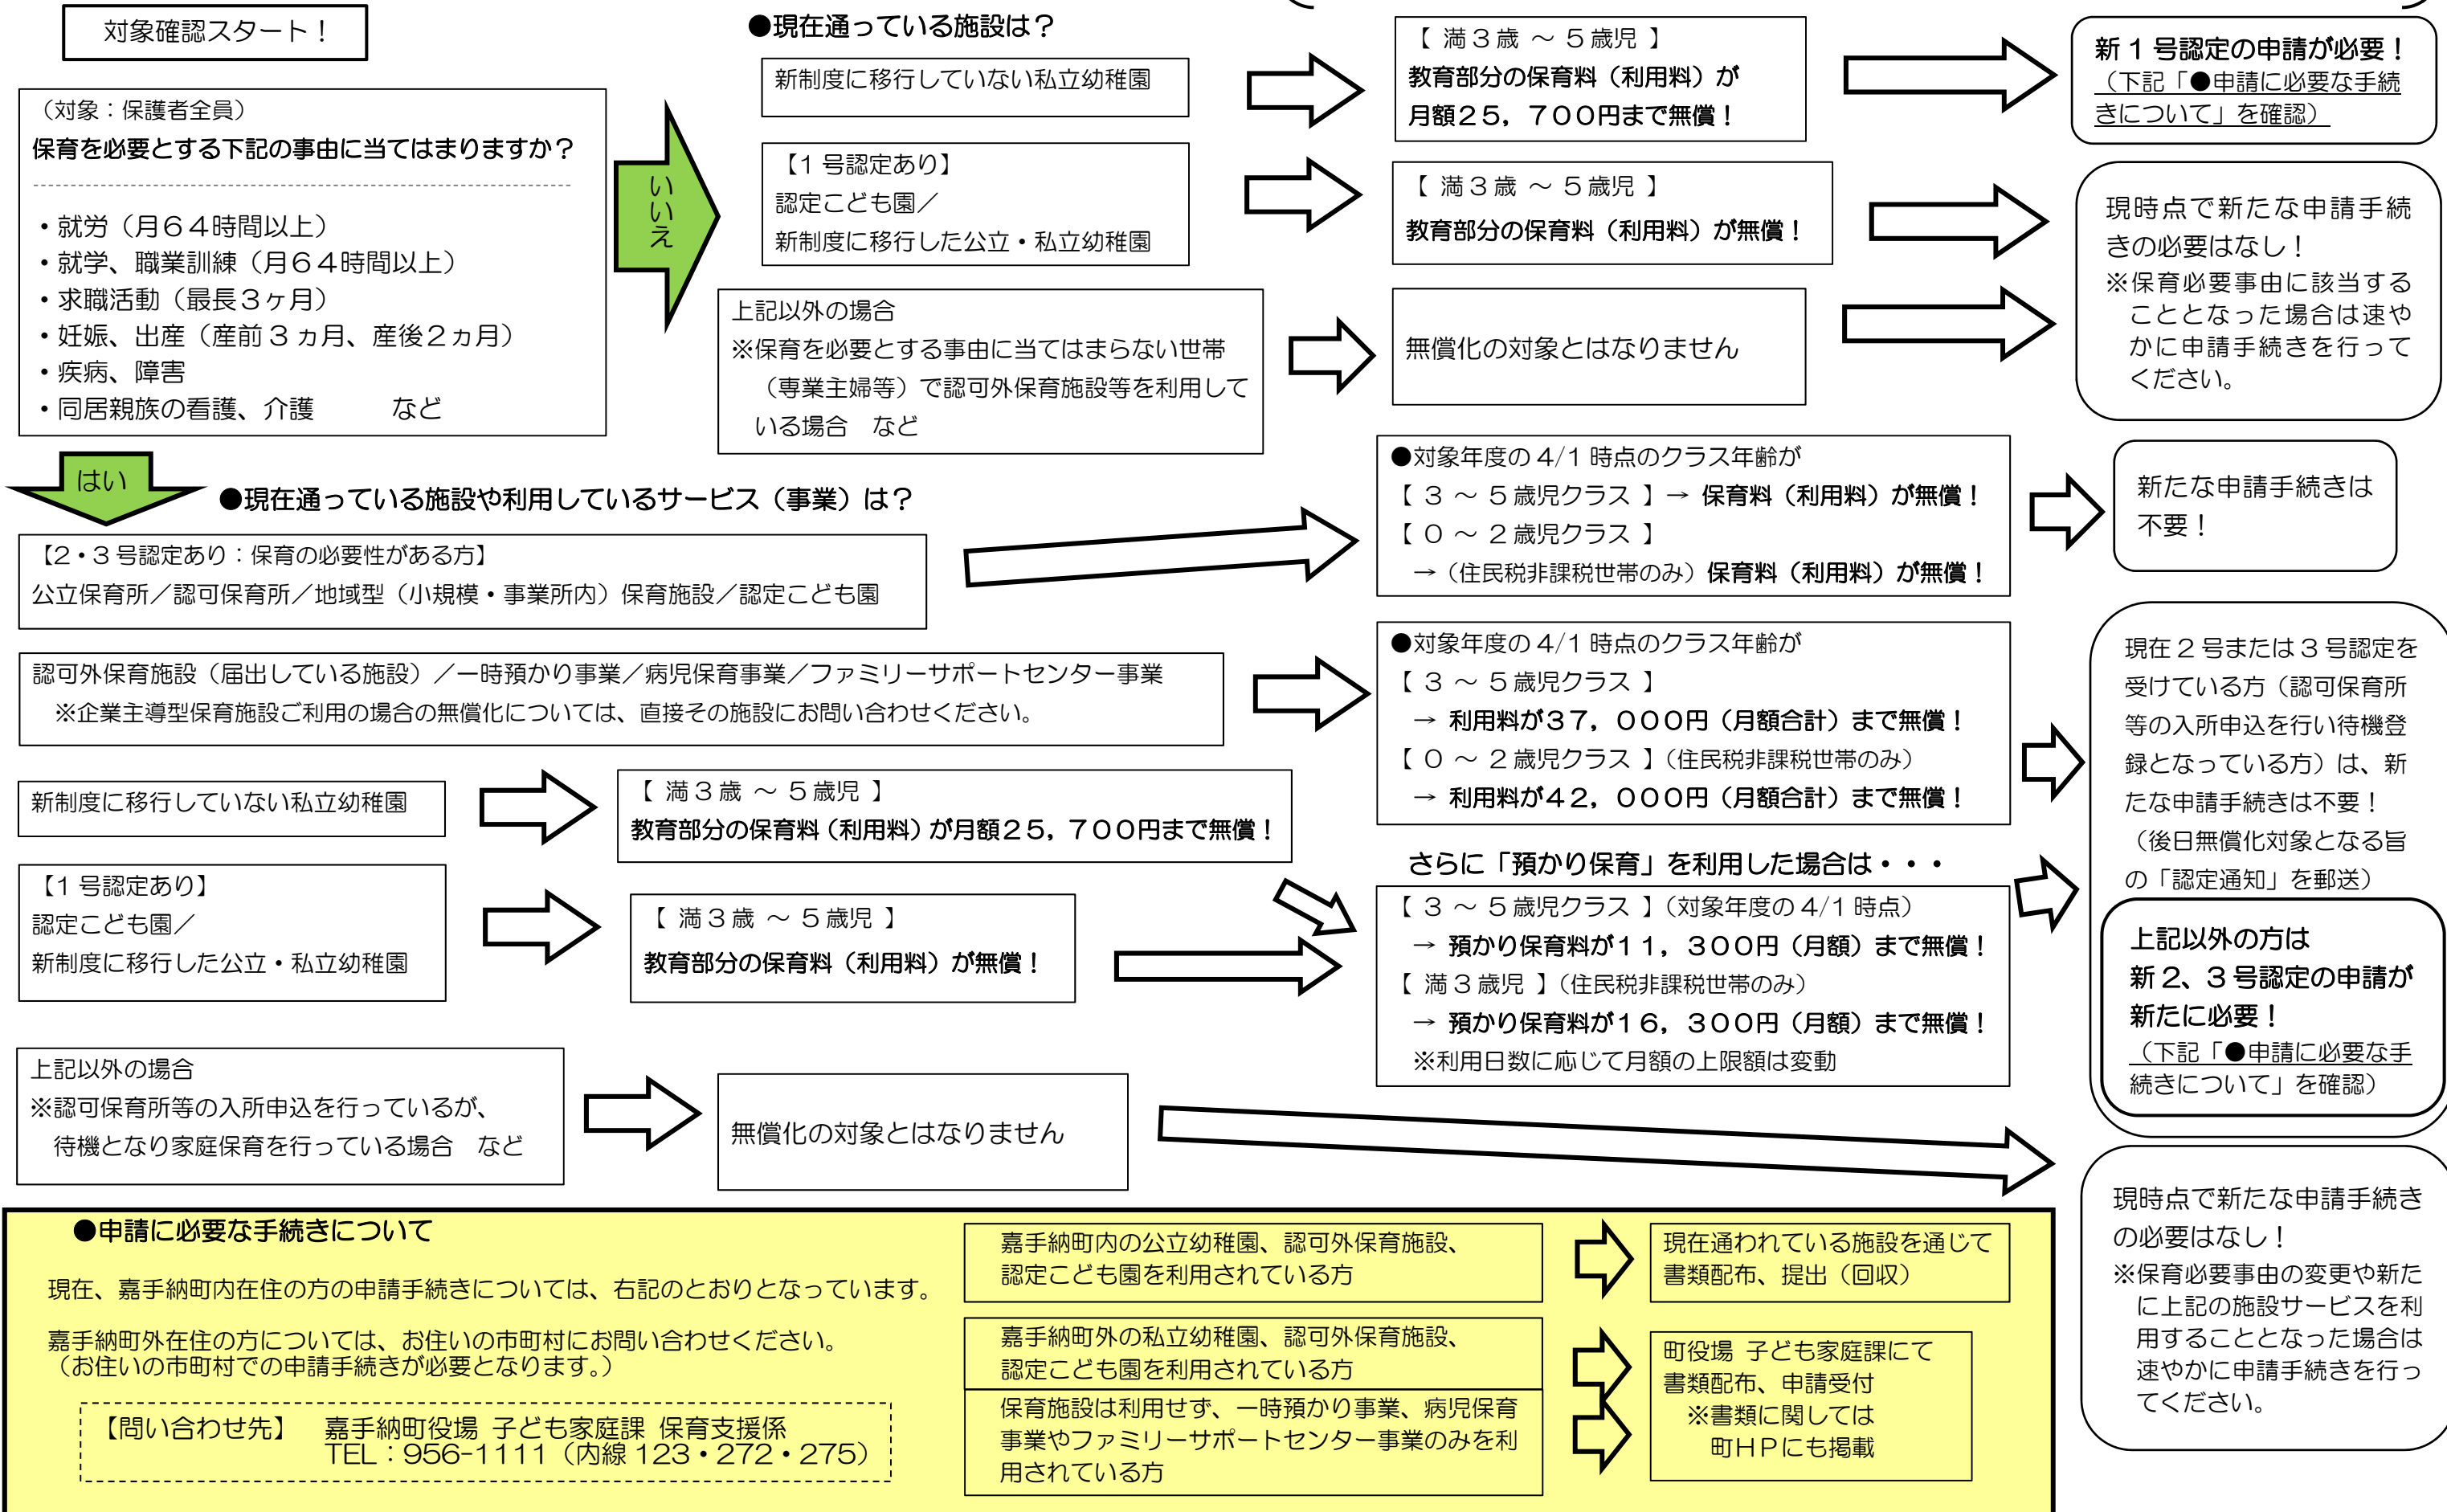 対象確認スタート！
（対象：保護者全員）
保育を必要とする下記の事由に当てはまりますか？
・就労（月６４時間以上）
・就学、職業訓練（月６４時間以上）
・求職活動（最長３ヶ月）
・妊娠、出産（産前３ヵ月、産後２ヵ月）
・疾病、障害
・同居親族の看護、介護　　　など
いいえ
●現在通っている施設は？
新制度に移行していない私立幼稚園
【 満３歳 ～ ５歳児 】
教育部分の保育料（利用料）が
月額２５，７００円まで無償！
新１号認定の申請が必要！
（下記「●申請に必要な手続
きについて」を確認）
【１号認定あり】
認定こども園／
新制度に移行した公立・私立幼稚園
【 満３歳 ～ ５歳児 】
教育部分の保育料（利用料）が無償！
上記以外の場合
※保育を必要とする事由に当てはまらない世帯
（専業主婦等）で認可外保育施設等を利用して
いる場合　など
無償化の対象とはなりません
現時点で新たな申請手続
きの必要はなし！
※保育必要事由に該当する
こととなった場合は速や
かに申請手続きを行って
ください。
はい
●現在通っている施設や利用しているサービス（事業）は？
【２・３号認定あり：保育の必要性がある方】
公立保育所／認可保育所／地域型（小規模・事業所内）保育施設／認定こども園
●対象年度の４/１時点のクラス年齢が
【 ３ ～ ５歳児クラス 】→ 保育料（利用料）が無償！
【 ０ ～ ２歳児クラス 】
→（住民税非課税世帯のみ）保育料（利用料）が無償！
新たな申請手続きは
不要！
認可外保育施設（届出している施設）／一時預かり事業／病児保育事業／ファミリーサポートセンター事業
※企業主導型保育施設ご利用の場合の無償化については、直接その施設にお問い合わせください。
●対象年度の４/１時点のクラス年齢が
【 ３ ～ ５歳児クラス 】
→ 利用料が３７，０００円（月額合計）まで無償！
【 ０ ～ ２歳児クラス 】（住民税非課税世帯のみ）
→ 利用料が４２，０００円（月額合計）まで無償！
新制度に移行していない私立幼稚園
【 満３歳 ～ ５歳児 】
教育部分の保育料（利用料）が月額２５，７００円まで無償！
【１号認定あり】
認定こども園／
新制度に移行した公立・私立幼稚園
【 満３歳 ～ ５歳児 】
教育部分の保育料（利用料）が無償！
さらに「預かり保育」を利用した場合は・・・
【 ３ ～ ５歳児クラス 】（対象年度の４/１時点）
→ 預かり保育料が１１，３００円（月額）まで無償！
【 満３歳児 】（住民税非課税世帯のみ）
→ 預かり保育料が１６，３００円（月額）まで無償！
※利用日数に応じて月額の上限額は変動
現在２号または３号認定を
受けている方（認可保育所
等の入所申込を行い待機登
録となっている方）は、新
たな申請手続きは不要！
（後日無償化対象となる旨
の「認定通知」を郵送）
上記以外の方は
新２、３号認定の申請が
新たに必要！
（下記「●申請に必要な手
続きについて」を確認）
上記以外の場合
※認可保育所等の入所申込を行っているが、
待機となり家庭保育を行っている場合　など
無償化の対象とはなりません
現時点で新たな申請手続き
の必要はなし！
※保育必要事由の変更や新た
に上記の施設サービスを利
用することとなった場合は
速やかに申請手続きを行っ
てください。
●申請に必要な手続きについて
現在、嘉手納町内在住の方の申請手続きについては、右記のとおりとなっています。
嘉手納町外在住の方については、お住いの市町村にお問い合わせください。
（お住いの市町村での申請手続きが必要となります。）
【問い合わせ先】　嘉手納町役場 子ども家庭課 保育支援係
TEL：956-1111（内線 123・272・275）
嘉手納町内の公立幼稚園、認可外保育施設、
認定こども園を利用されている方
現在通われている施設を通じて
書類配布、提出（回収）
嘉手納町外の私立幼稚園、認可外保育施設、
認定こども園を利用されている方
保育施設は利用せず、一時預かり事業、病児保育
事業やファミリーサポートセンター事業のみを利
用されている方
町役場 子ども家庭課にて
書類配布、申請受付
※書類に関しては
町ＨＰにも掲載